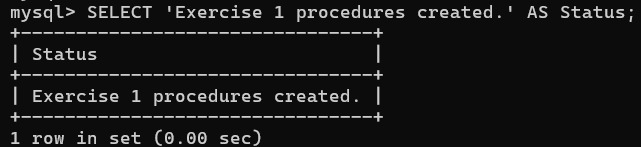 mysql> SELECT 'Exercise 1 procedures created.' AS Status;
+--------------------------------+
| Status                         |
+--------------------------------+
| Exercise 1 procedures created. |
+--------------------------------+
1 row in set (0.00 sec)